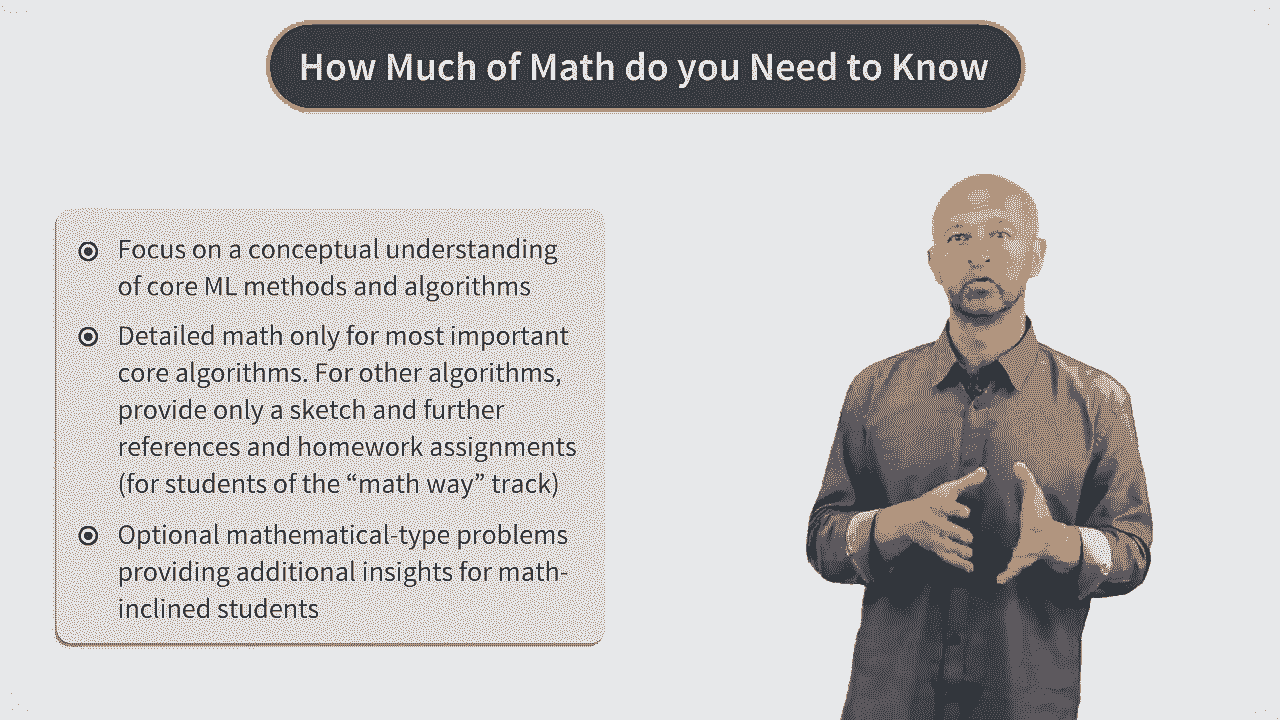 How Much of Math do you Need to Know
Focus on a conceptual understanding
of core ML methods and algorithms
Detailed math only for most important
core algorithms. For other algorithms,
provide only a sketch and further
references and homework assignments
(for students of the “math way” track)
Optional mathematical-type problems
providing additional insights for math-
inclined students